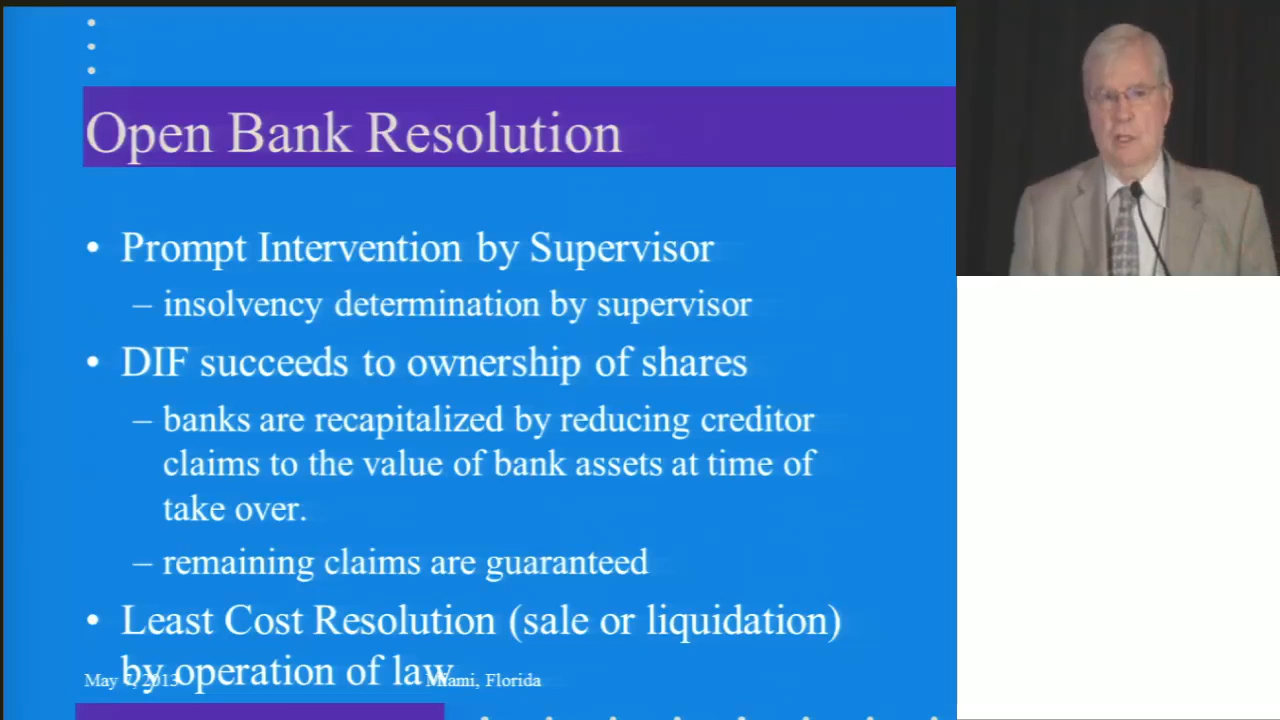 Open Bank Resolution
• Prompt Intervention by Supervisor
– insolvency determination by supervisor
• DIF succeeds to ownership of shares
– banks are recapitalized by reducing creditor
claims to the value of bank assets at time of
take over.
– remaining claims are guaranteed
• Least Cost Resolution (sale or liquidation)
by operation of law
May 7, 2013 Miami, Florida